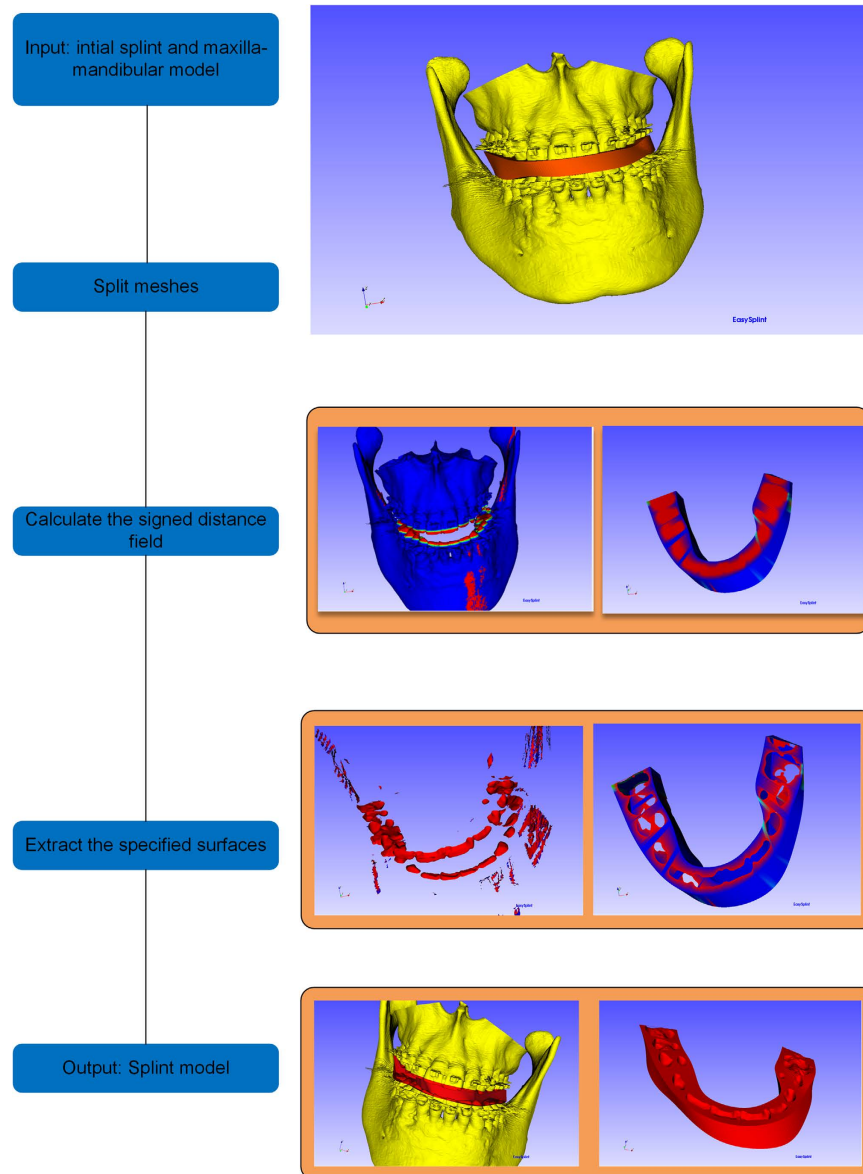 Input: intial splint and maxilla-
mandibular model
EasySplint
Split meshes
Calculate the signed distance
field
EasySplint
EasySplint
Extract the specified surfaces
EasySplint
EasySplint
Output: Splint model
EasySplint
EasySplint